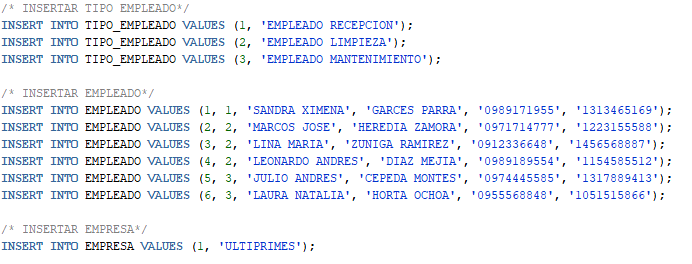 /* INSERTAR TIPO EMPLEADO*/
INSERT INTO TIPO_EMPLEADO VALUES (1, 'EMPLEADO RECEPCION');
INSERT INTO TIPO_EMPLEADO VALUES (2, 'EMPLEADO LIMPIEZA');
INSERT INTO TIPO_EMPLEADO VALUES (3, 'EMPLEADO MANTENIMIENTO');
/* INSERTAR EMPLEADO*/
INSERT INTO EMPLEADO VALUES (1, 1, 'SANDRA XIMENA', 'GARCES PARRA', '0989171955', '1313465169');
INSERT INTO EMPLEADO VALUES (2, 2, 'MARCOS JOSE', 'HEREDIA ZAMORA', '0971714777', '1223155588');
INSERT INTO EMPLEADO VALUES (3, 2, 'LINA MARIA', 'ZUNIGA RAMIREZ', '0912336648', '1456568887');
INSERT INTO EMPLEADO VALUES (4, 2, 'LEONARDO ANDRES', 'DIAZ MEJIA', '0989189554', '1154585512');
INSERT INTO EMPLEADO VALUES (5, 3, 'JULIO ANDRES', 'CEPEDA MONTES', '0974445585', '1317889413');
INSERT INTO EMPLEADO VALUES (6, 3, 'LAURA NATALIA', 'HORTA OCHOA', '0955568848', '1051515866');
/* INSERTAR EMPRESA*/
INSERT INTO EMPRESA VALUES (1, 'ULTIPRIMES');